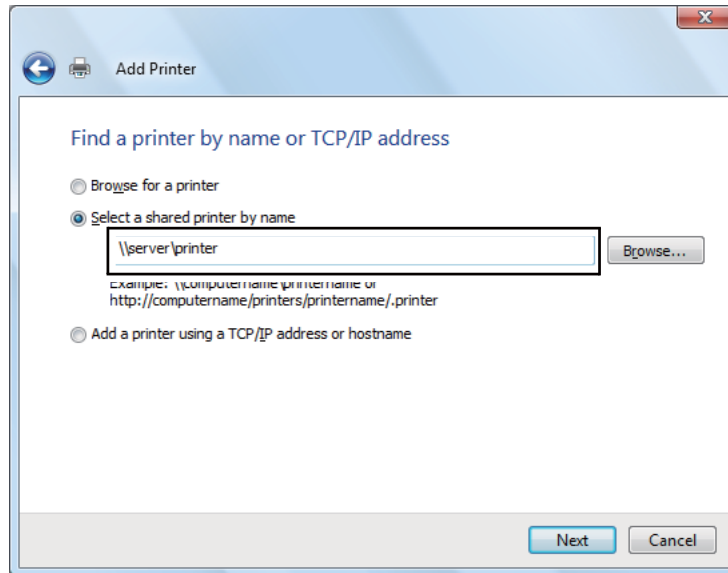 Add Printer
Find a printer by name or TCP/IP address
Browse for a printer
Select a shared printer by name
\\server\printer
Browse...
Example: \\computername\printername or
http://computername/printers/printername/.printer
Add a printer using a TCP/IP address or hostname
Next
Cancel